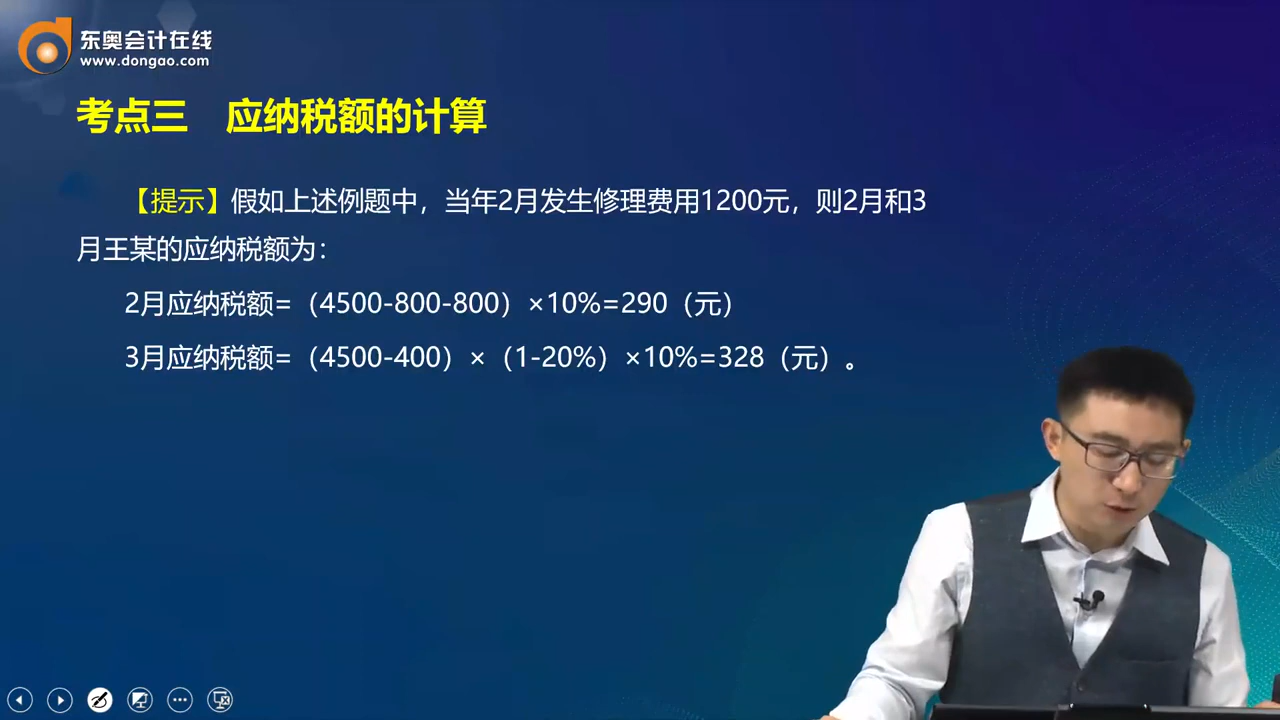 东奥会计在线
www.dongao.com
考点三 应纳税额的计算
【提示】假如上述例题中，当年2月发生修理费用1200元，则2月和3
月王某的应纳税额为：
2月应纳税额=（4500-800-800）×10%=290（元）
3月应纳税额=（4500-400）×（1-20%）×10%=328（元）。